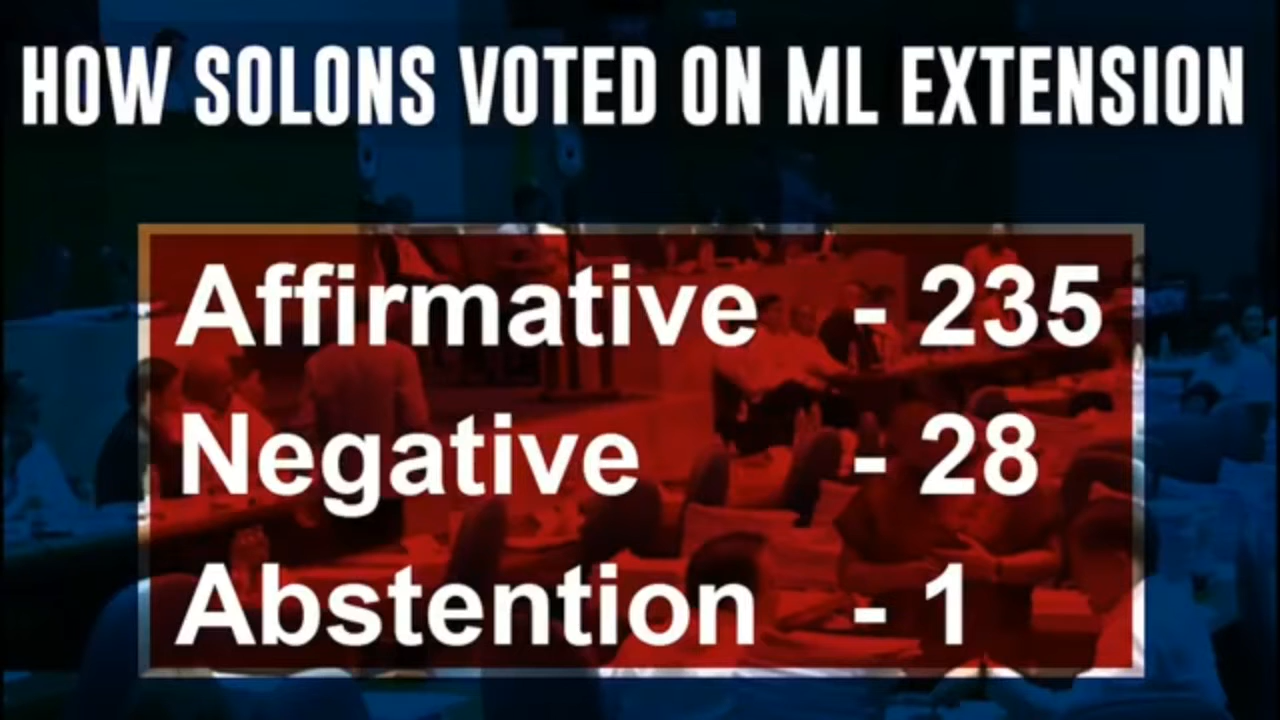 HOW SOLONS VOTED ON ML EXTENSION
Affirmative - 235
Negative - 28
Abstention - 1